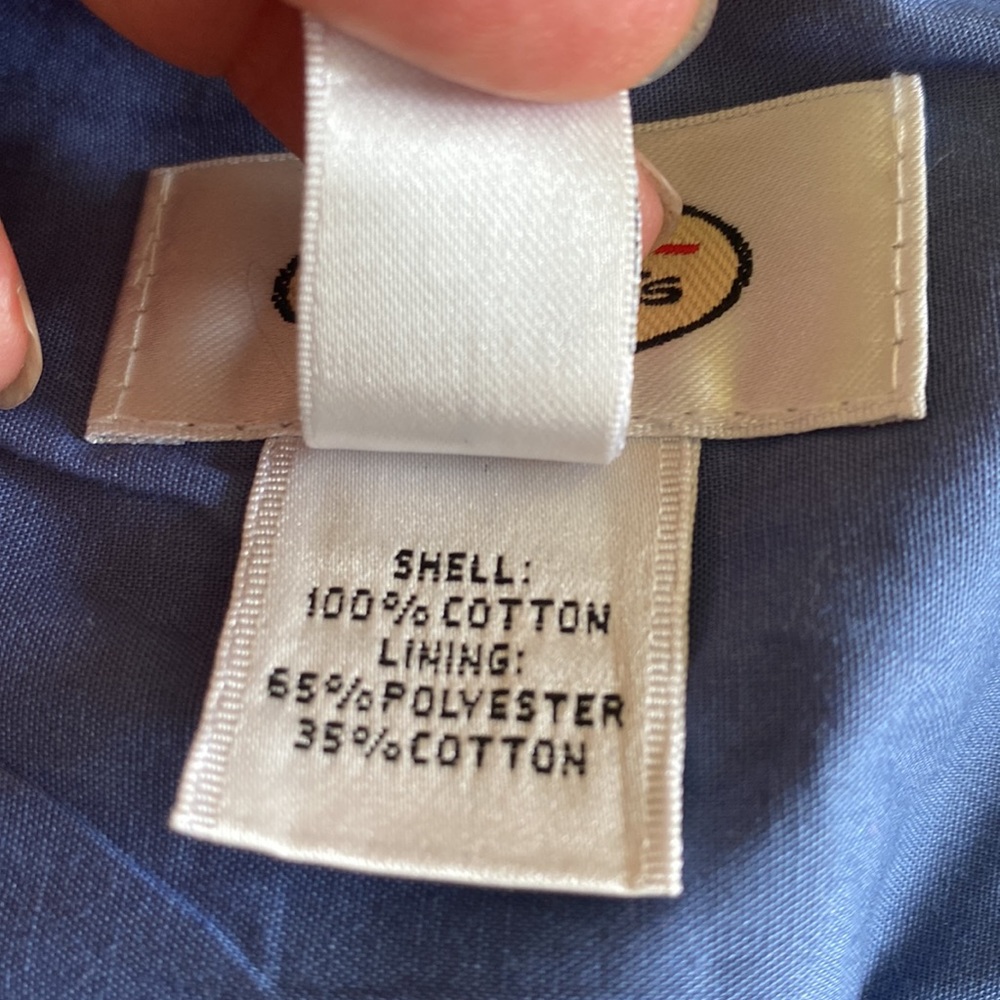 's
SHELL:
100% COTTON
LINING:
65% POLYESTER
35% COTTON